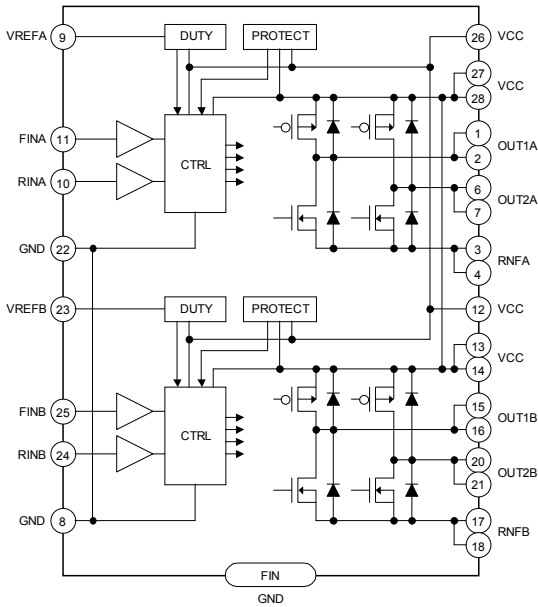 VREFA 9 DUTY PROTECT 26 VCC
27 VCC
28
FINA 11 1 OUT1A
CTRL 2
RINA 10 6 OUT2A
7
GND 22 3 RNFA
4
VREFB 23 DUTY PROTECT 12 VCC
13 VCC
14
FINB 25 15 OUT1B
CTRL 16
RINB 24 20 OUT2B
21
GND 8 17 RNFB
18
FIN
GND